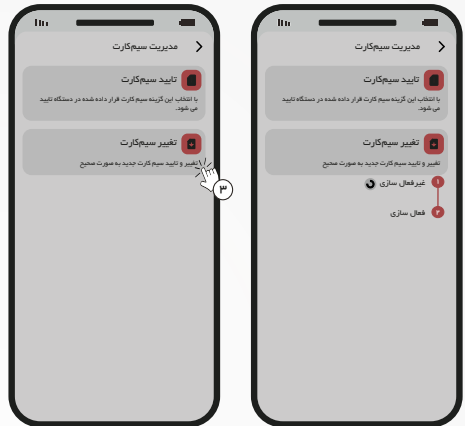 مدیریت سیم‌کارت
تایید سیم‌کارت
با انتخاب این گزینه سیم کارت قرار داده شده در دستگاه تایید
می شود.
تغییر سیم‌کارت
تغییر و تایید سیم کارت جدید به صورت صحیح
۳
مدیریت سیم‌کارت
تایید سیم‌کارت
با انتخاب این گزینه سیم کارت قرار داده شده در دستگاه تایید
می شود.
تغییر سیم‌کارت
تغییر و تایید سیم کارت جدید به صورت صحیح
۱ غیرفعال سازی
۲ فعال سازی